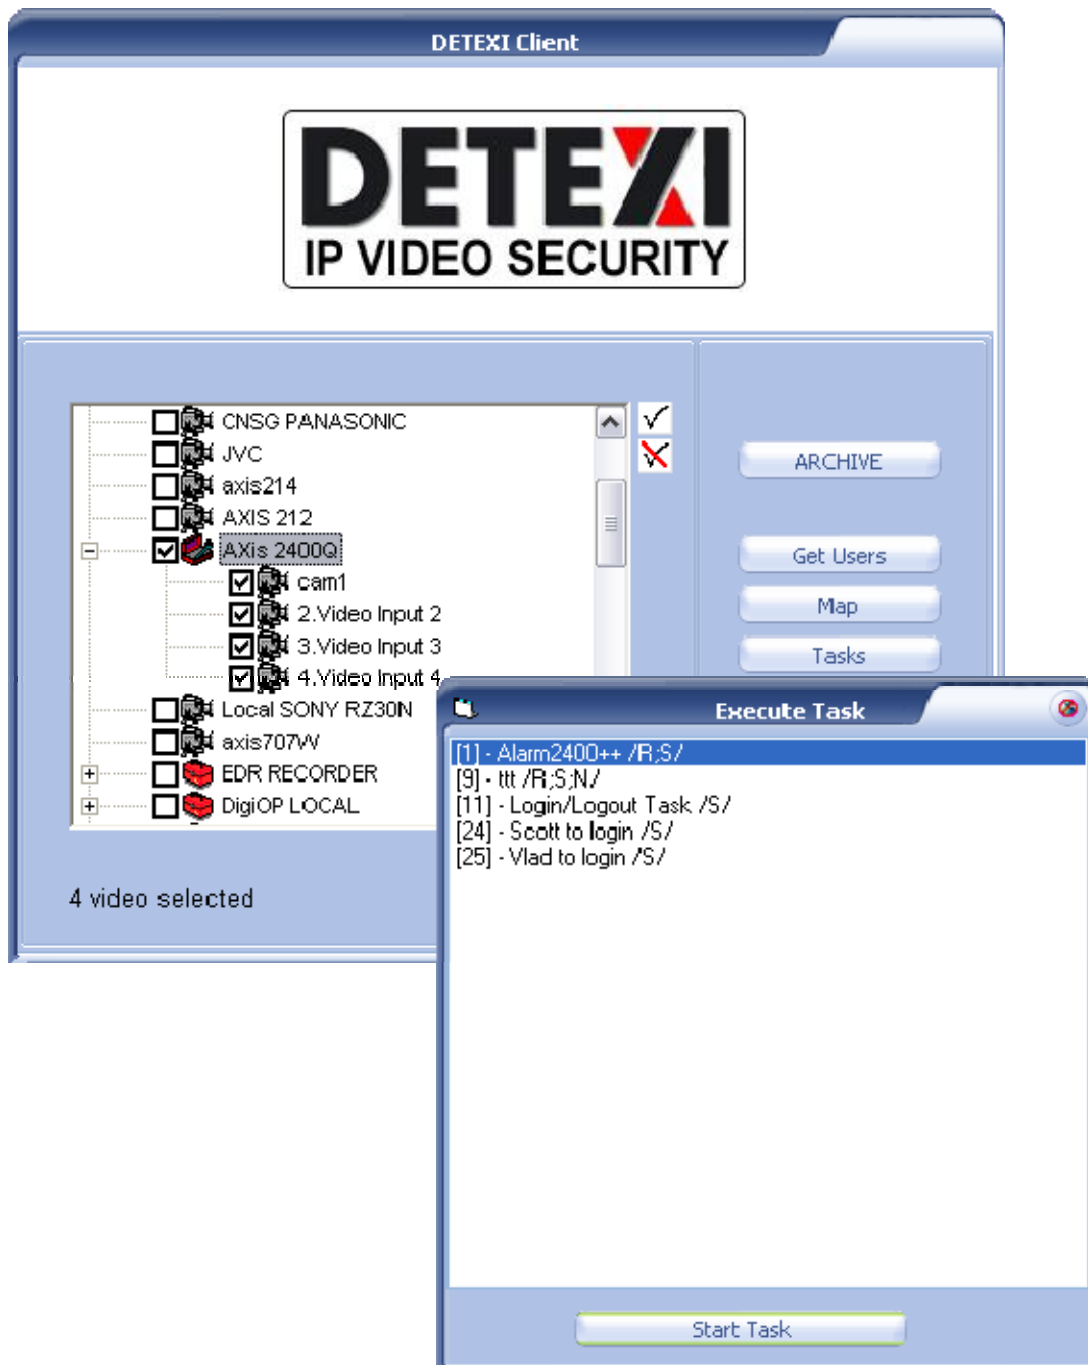 DETEXI Client
DETEXI
IP VIDEO SECURITY
CNSG PANASONIC
JVC
axis214
AXIS 212
AXis 2400Q
cam1
2.Video Input 2
3.Video Input 3
4.Video Input 4
Local SONY RZ30N
axis707W
EDR RECORDER
DigiOP LOCAL
4 video selected
ARCHIVE
Get Users
Map
Tasks
Execute Task
[1] - Alarm2400++ /R;S/
[9] - ttt /R;S;N/
[11] - Login/Logout Task /S/
[24] - Scott to login /S/
[25] - Vlad to login /S/
Start Task